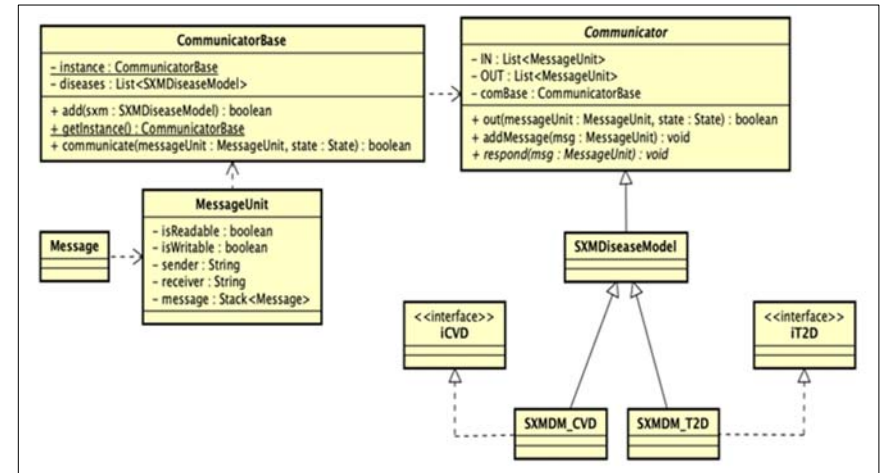 CommunicatorBase
- instance : CommunicatorBase
- diseases : List<SXMDiseaseModel>
+ add(sxm : SXMDiseaseModel) : boolean
+ getInstance() : CommunicatorBase
+ communicate(messageUnit : MessageUnit, state : State) : boolean
Communicator
- IN : List<MessageUnit>
- OUT : List<MessageUnit>
- comBase : CommunicatorBase
+ out(messageUnit : MessageUnit, state : State) : boolean
+ addMessage(msg : MessageUnit) : void
+ respond(msg : MessageUnit) : void
Message
MessageUnit
- isReadable : boolean
- isWritable : boolean
- sender : String
- receiver : String
- message : Stack<Message>
SXMDiseaseModel
<<interface>>
iCVD
<<interface>>
iT2D
SXMDM_CVD
SXMDM_T2D